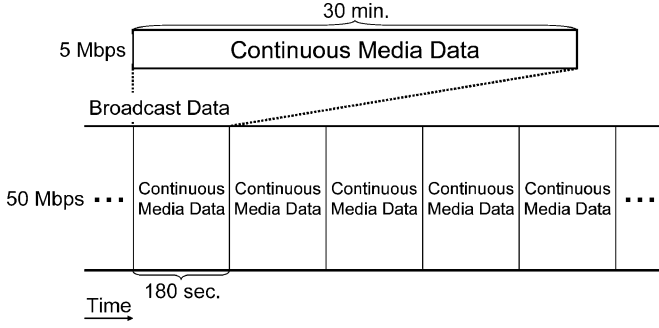 30 min.
5 Mbps
Continuous Media Data
Broadcast Data
50 Mbps
...
Continuous
Media Data
Continuous
Media Data
Continuous
Media Data
Continuous
Media Data
Continuous
Media Data
...
180 sec.
Time